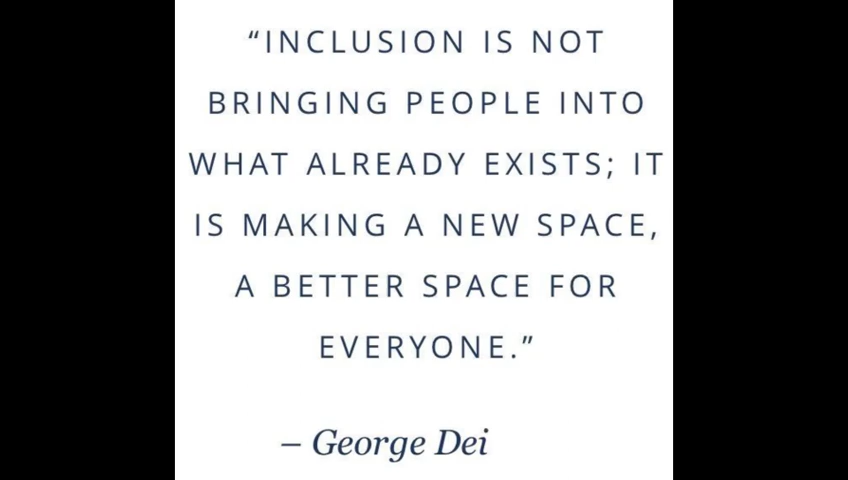 “INCLUSION IS NOT
BRINGING PEOPLE INTO
WHAT ALREADY EXISTS; IT
IS MAKING A NEW SPACE,
A BETTER SPACE FOR
EVERYONE.”
– George Dei